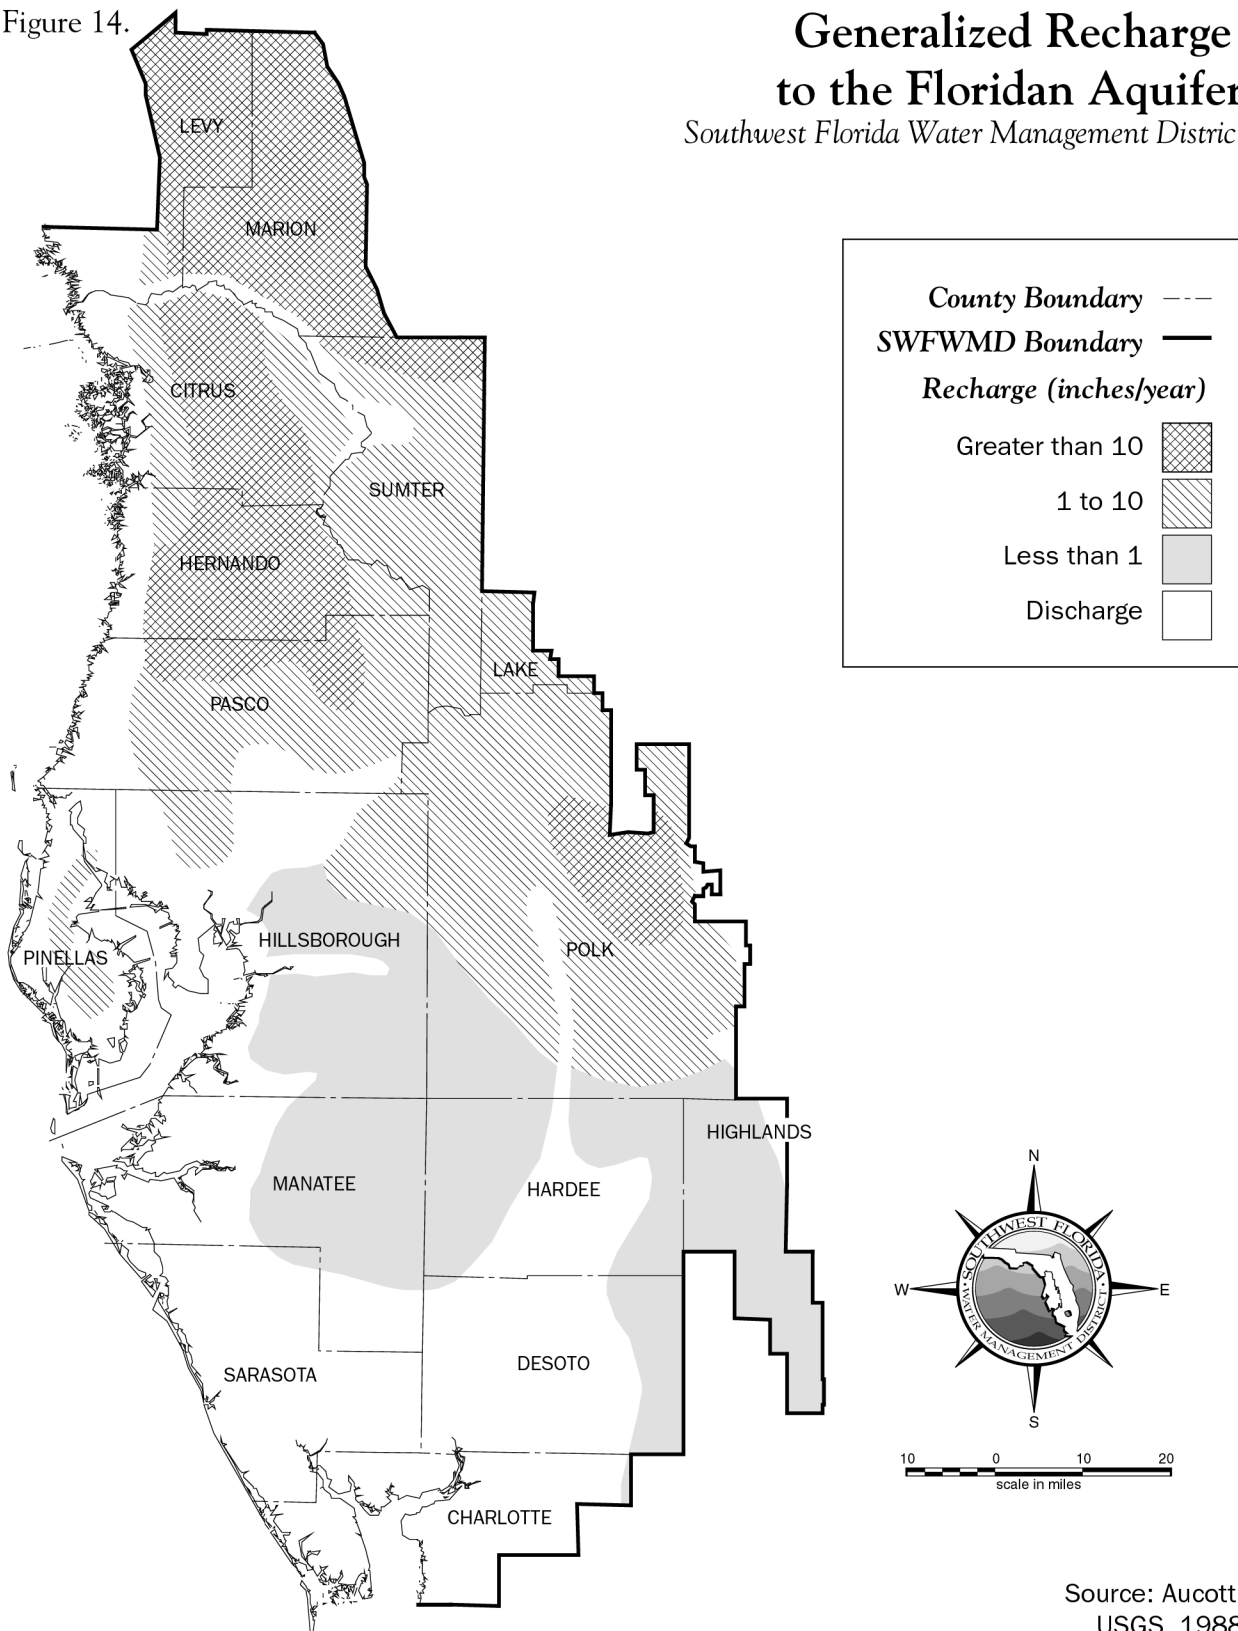 Figure 14.
Generalized Recharge
to the Floridan Aquifer
Southwest Florida Water Management Distric
County Boundary
SWFWMD Boundary
Recharge (inches/year)
Greater than 10
1 to 10
Less than 1
Discharge
LEVY
MARION
CITRUS
SUMTER
HERNANDO
LAKE
PASCO
HILLSBOROUGH
PINELLAS
POLK
HIGHLANDS
MANATEE
HARDEE
SARASOTA
DESOTO
CHARLOTTE
N
W
E
S
SOUTHWEST FLORIDA
WATER MANAGEMENT DISTRICT
10 0 10 20
scale in miles
Source: Aucott
USGS, 1988